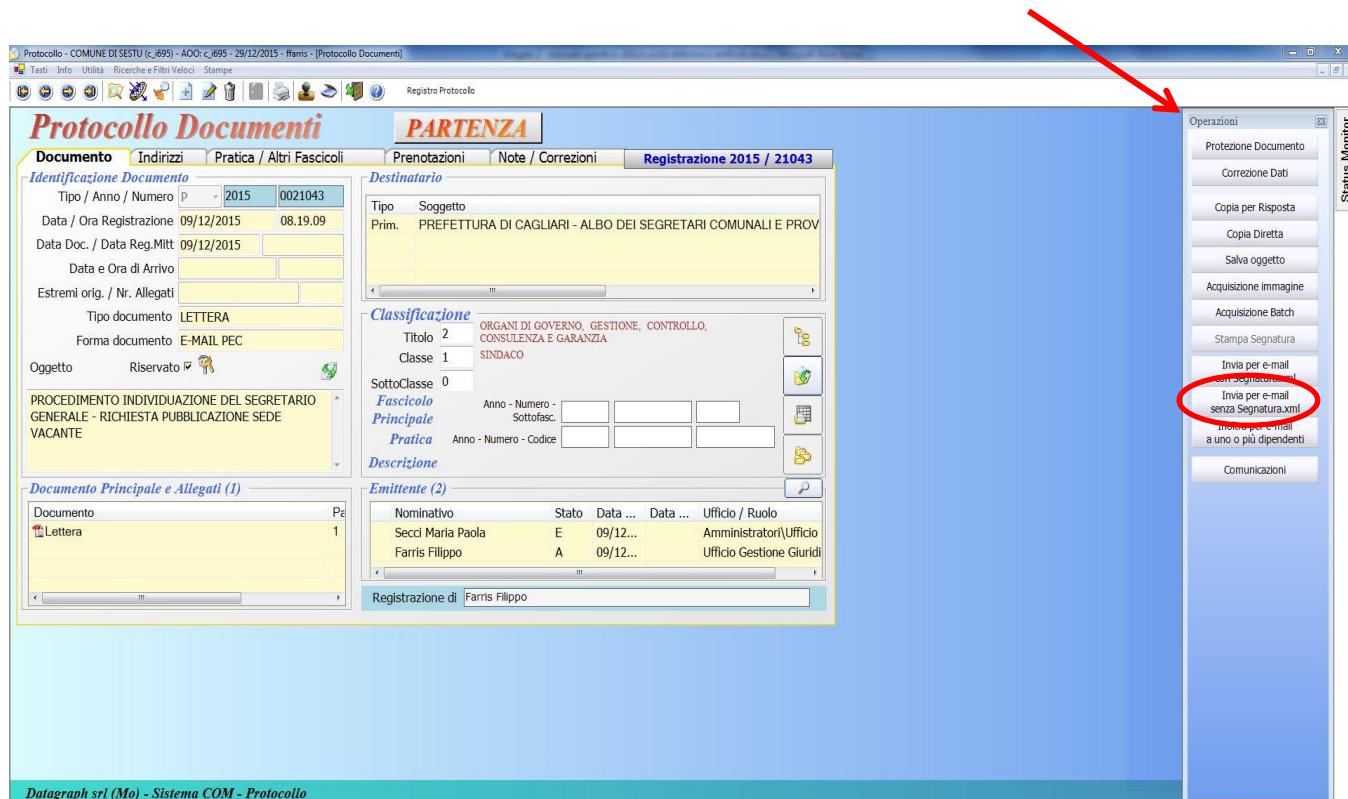 Protocollo - COMUNE DI SESTU (c_i695) - AOO: c_i695 - 29/12/2015 - ffarris - [Protocollo Documenti]
Tasti Info Utilità Ricerche e Filtri Veloci Stampe
Registro Protocollo
Protocollo Documenti
PARTENZA
Documento Indirizzi Pratica / Altri Fascicoli Prenotazioni Note / Correzioni Registrazione 2015 / 21043
Identificazione Documento
Tipo / Anno / Numero P 2015 0021043
Data / Ora Registrazione 09/12/2015 08.19.09
Data Doc. / Data Reg.Mitt 09/12/2015
Data e Ora di Arrivo
Estremi orig. / Nr. Allegati
Tipo documento LETTERA
Forma documento E-MAIL PEC
Oggetto Riservato
PROCEDIMENTO INDIVIDUAZIONE DEL SEGRETARIO
GENERALE - RICHIESTA PUBBLICAZIONE SEDE
VACANTE
Documento Principale e Allegati (1)
Documento Pa
Lettera 1
Destinatario
Tipo Soggetto
Prim. PREFETTURA DI CAGLIARI - ALBO DEI SEGRETARI COMUNALI E PROV
Classificazione
Titolo 2 ORGANI DI GOVERNO, GESTIONE, CONTROLLO,
CONSULENZA E GARANZIA
Classe 1 SINDACO
SottoClasse 0
Fascicolo
Principale
Anno - Numero -
Sottofasc.
Pratica Anno - Numero - Codice
Descrizione
Emittente (2)
Nominativo Stato Data ... Data ... Ufficio / Ruolo
Secci Maria Paola E 09/12... Amministratori\Ufficio
Farris Filippo A 09/12... Ufficio Gestione Giuridi
Registrazione di Farris Filippo
Operazioni
Protezione Documento
Correzione Dati
Copia per Risposta
Copia Diretta
Salva oggetto
Acquisizione immagine
Acquisizione Batch
Stampa Segnatura
Invia per e-mail
con Segnatura.xml
Invia per e-mail
senza Segnatura.xml
Inoltra per e-mail
a uno o più dipendenti
Comunicazioni
Status Monitor
Datagraph srl (Mo) - Sistema COM - Protocollo